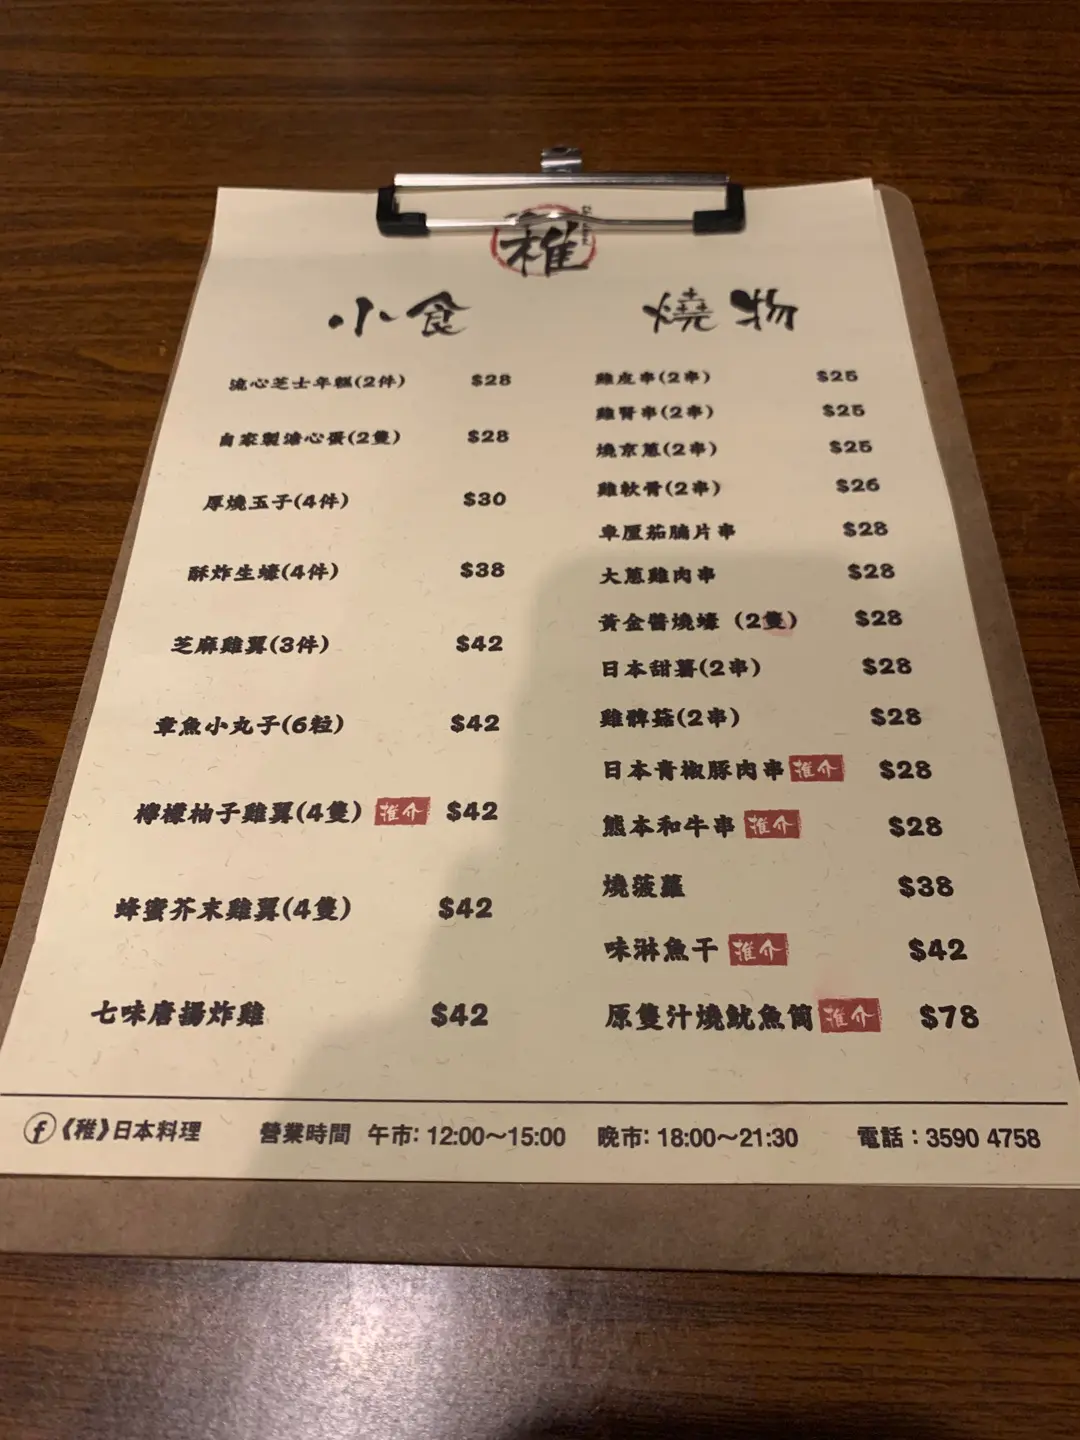 稚
小食
流心芝士年糕(2件) $28
自家製溏心蛋(2隻) $28
厚燒玉子(4件) $30
酥炸生蠔(4件) $38
芝麻雞翼(3件) $42
章魚小丸子(6粒) $42
檸檬柚子雞翼(4隻) 推介 $42
蜂蜜芥末雞翼(4隻) $42
七味唐揚炸雞 $42
燒物
雞皮串(2串) $25
雞腎串(2串) $25
燒京蔥(2串) $25
雞軟骨(2串) $26
車厘茄腩片串 $28
大蔥雞肉串 $28
黃金醬燒蠔 (2隻) $28
日本甜薯(2串) $28
雞髀菇(2串) $28
日本青椒豚肉串 推介 $28
熊本和牛串 推介 $28
燒菠蘿 $38
味淋魚干 推介 $42
原隻汁燒魷魚筒 推介 $78
f 《稚》日本料理 營業時間 午市: 12:00～15:00 晚市: 18:00～21:30 電話：3590 4758